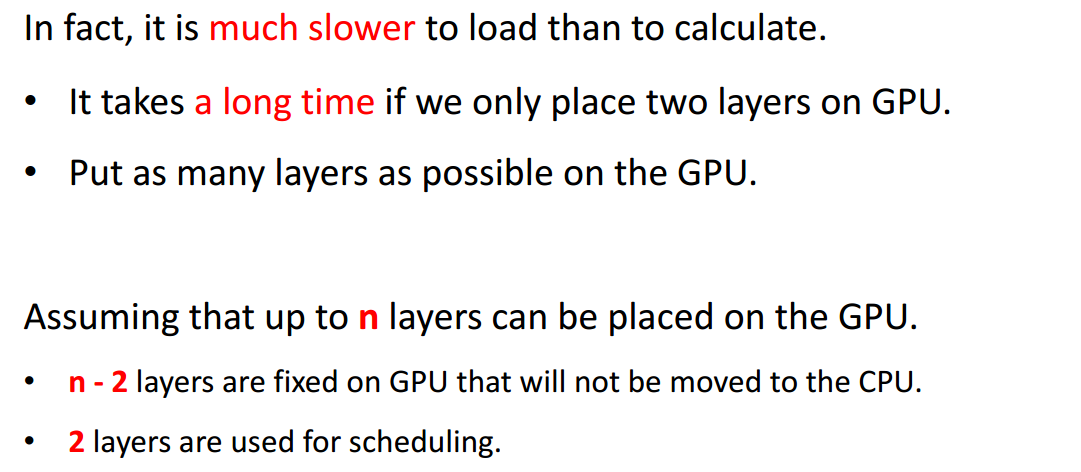 In fact, it is much slower to load than to calculate.
• It takes a long time if we only place two layers on GPU.
• Put as many layers as possible on the GPU.
Assuming that up to n layers can be placed on the GPU.
• n - 2 layers are fixed on GPU that will not be moved to the CPU.
• 2 layers are used for scheduling.